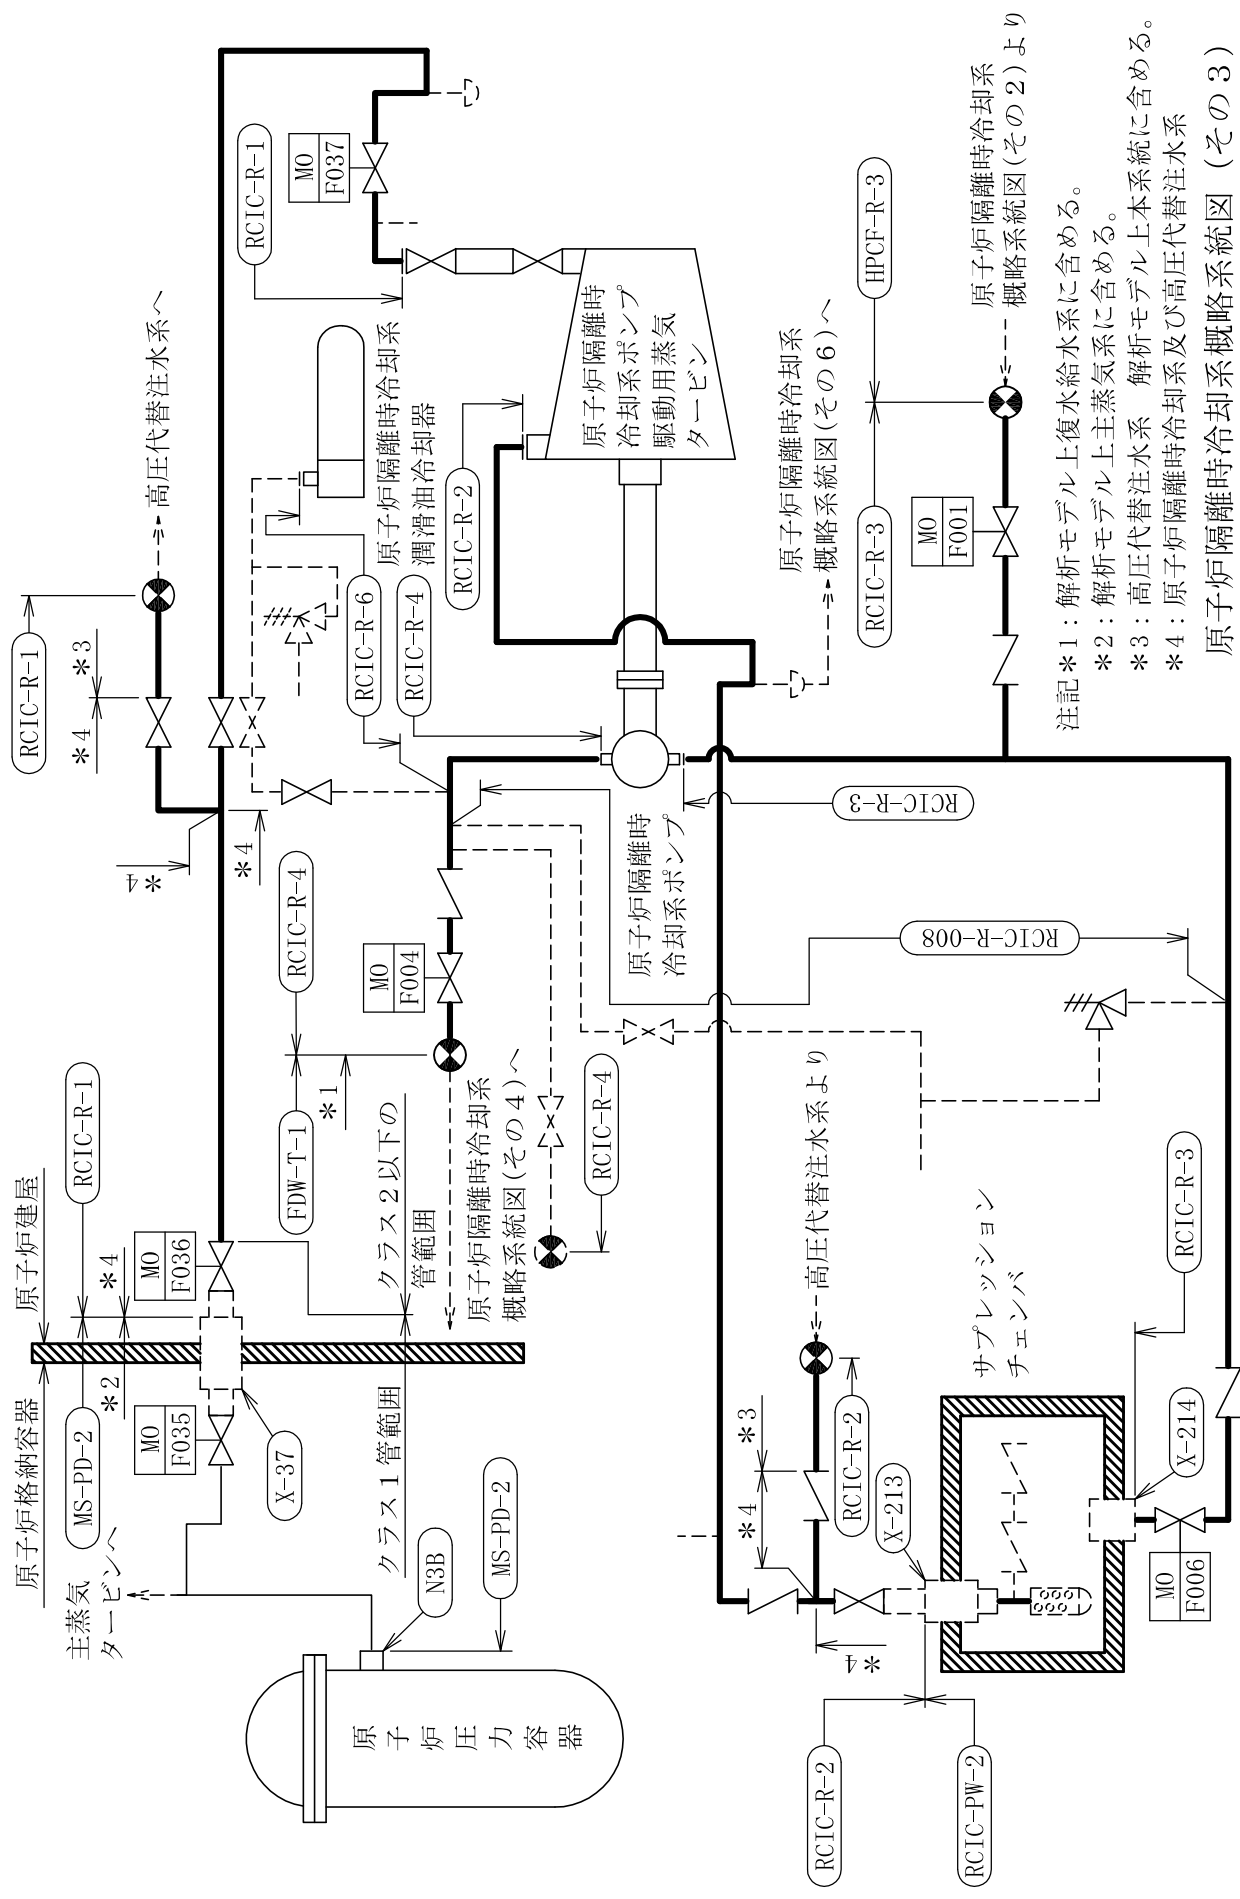 原子炉格納容器
原子炉建屋
主蒸気
タービンへ
MS-PD-2
RCIC-R-1
*2
*4
MO
F035
MO
F036
X-37
クラス1管範囲
クラス2以下の
管範囲
N3B
MS-PD-2
原子炉圧力容器
RCIC-R-1
*4
*3
高圧代替注水系へ
*4
*4
RCIC-R-1
MO
F037
FDW-T-1
RCIC-R-4
*1
MO
F004
原子炉隔離時冷却系
概略系統図(その4)へ
RCIC-R-4
RCIC-R-6
RCIC-R-4
原子炉隔離時冷却系
潤滑油冷却器
RCIC-R-2
原子炉隔離時
冷却系ポンプ
駆動用蒸気
タービン
原子炉隔離時
冷却系ポンプ
RCIC-R-3
原子炉隔離時冷却系
概略系統図(その6)へ
RCIC-R-3
HPCF-R-3
MO
F001
原子炉隔離時冷却系
概略系統図(その2)より
RCIC-R-008
高圧代替注水系より
RCIC-R-2
*4
*3
*4
X-213
サプレッション
チェンバ
RCIC-R-3
X-214
MO
F006
RCIC-R-2
RCIC-PW-2
注記*1:解析モデル上復水給水系に含める。
*2:解析モデル上主蒸気系に含める。
*3:高圧代替注水系 解析モデル上本系統に含める。
*4:原子炉隔離時冷却系及び高圧代替注水系
原子炉隔離時冷却系概略系統図(その3)